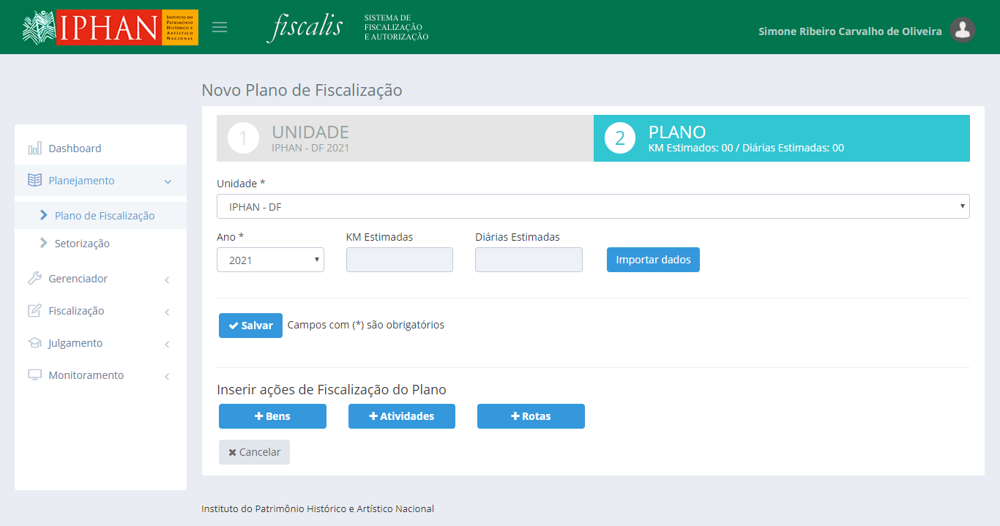 IPHAN
INSTITUTO DO
PATRIMÔNIO
HISTÓRICO E
ARTÍSTICO
NACIONAL
fiscalis
SISTEMA DE
FISCALIZAÇÃO
E AUTORIZAÇÃO
Simone Ribeiro Carvalho de Oliveira
Novo Plano de Fiscalização
Dashboard
Planejamento
Plano de Fiscalização
Setorização
Gerenciador
Fiscalização
Julgamento
Monitoramento
1
UNIDADE
IPHAN - DF 2021
2
PLANO
KM Estimados: 00 / Diárias Estimadas: 00
Unidade *
IPHAN - DF
Ano * KM Estimadas Diárias Estimadas
2021 Importar dados
Salvar Campos com (*) são obrigatórios
Inserir ações de Fiscalização do Plano
Bens Atividades Rotas
Cancelar
Instituto do Patrimônio Histórico e Artístico Nacional